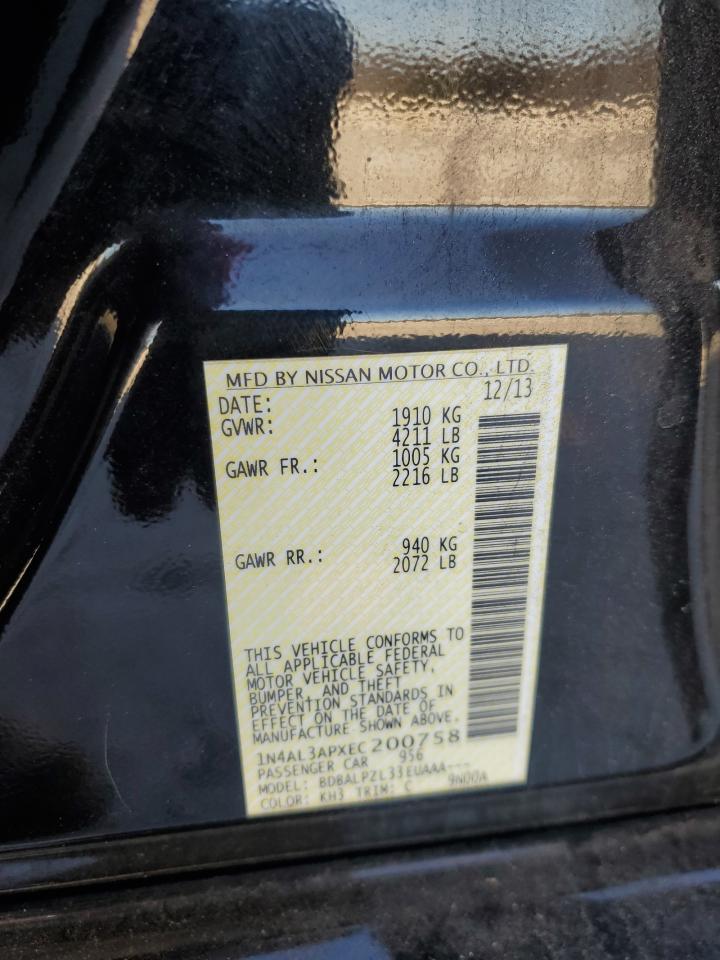 MFD BY NISSAN MOTOR CO., LTD.
DATE: 12/13
GVWR: 1910 KG
4211 LB
GAWR FR.: 1005 KG
2216 LB
GAWR RR.: 940 KG
2072 LB
THIS VEHICLE CONFORMS TO
ALL APPLICABLE FEDERAL
MOTOR VEHICLE SAFETY,
BUMPER, AND THEFT
PREVENTION STANDARDS IN
EFFECT ON THE DATE OF
MANUFACTURE SHOWN ABOVE.
1N4AL3APXEC200758
PASSENGER CAR 956
MODEL: BDBALPZL33EUAAA---
COLOR: KH3 TRIM: C 9N00A